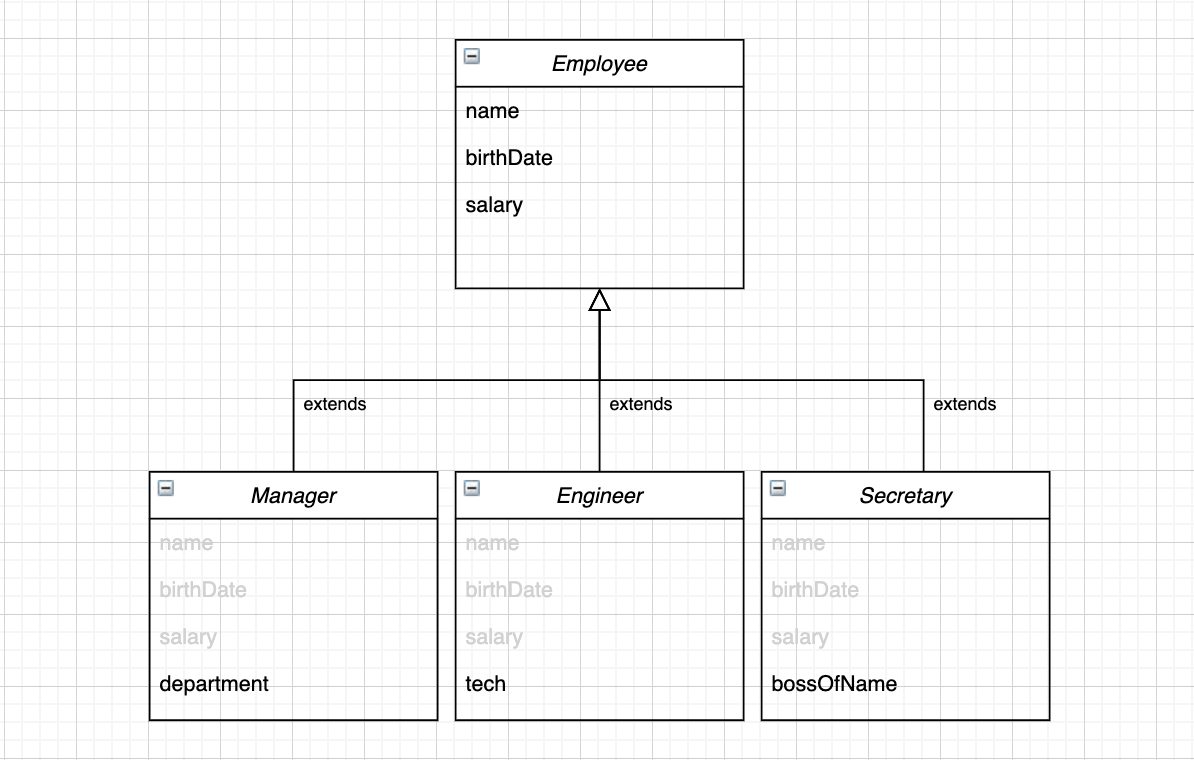 Employee
name
birthDate
salary
extends
extends
extends
Manager
name
birthDate
salary
department
Engineer
name
birthDate
salary
tech
Secretary
name
birthDate
salary
bossOfName